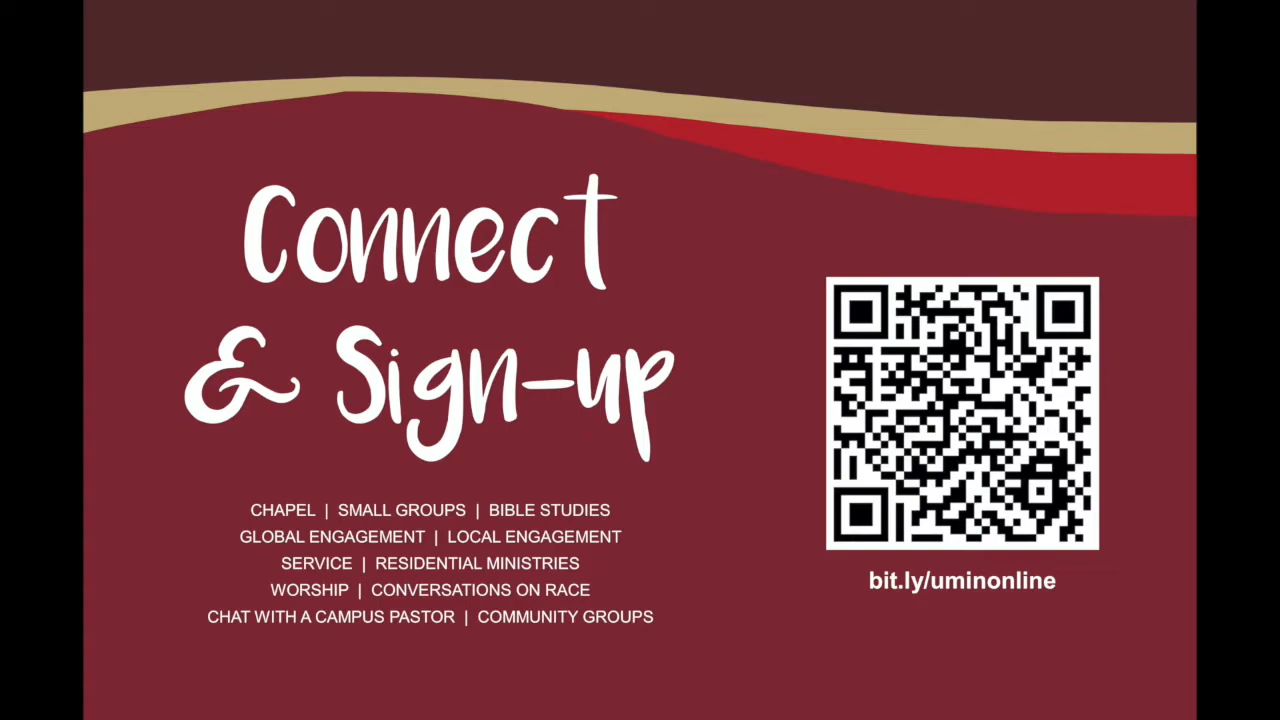 Connect
& Sign-up
CHAPEL | SMALL GROUPS | BIBLE STUDIES
GLOBAL ENGAGEMENT | LOCAL ENGAGEMENT
SERVICE | RESIDENTIAL MINISTRIES
WORSHIP | CONVERSATIONS ON RACE
CHAT WITH A CAMPUS PASTOR | COMMUNITY GROUPS
bit.ly/uminonline